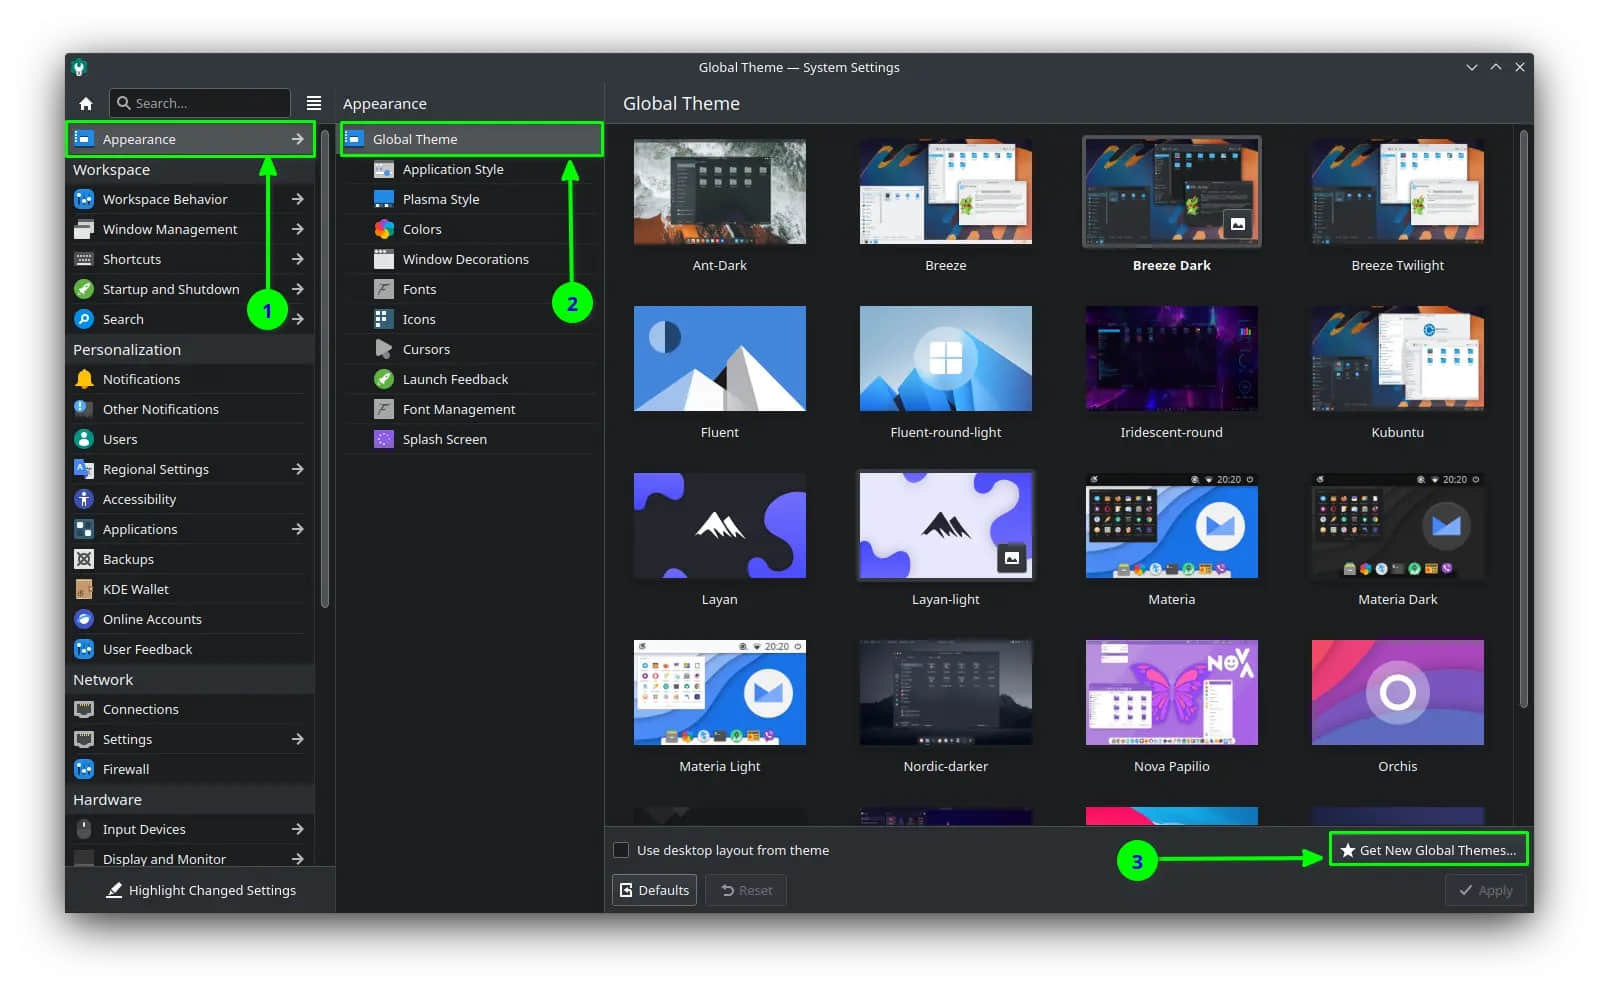 Global Theme — System Settings
Search...
Appearance
Workspace
Workspace Behavior
Window Management
Shortcuts
Startup and Shutdown
Search
Personalization
Notifications
Other Notifications
Users
Regional Settings
Accessibility
Applications
Backups
KDE Wallet
Online Accounts
User Feedback
Network
Connections
Settings
Firewall
Hardware
Input Devices
Display and Monitor
Highlight Changed Settings
1
Appearance
Global Theme
Application Style
Plasma Style
Colors
Window Decorations
Fonts
Icons
Cursors
Launch Feedback
Font Management
Splash Screen
2
Global Theme
Ant-Dark
Breeze
Breeze Dark
Breeze Twilight
Fluent
Fluent-round-light
Iridescent-round
Kubuntu
20:20
20:20
Layan
Layan-light
Materia
Materia Dark
20:20
NOVA
Materia Light
Nordic-darker
Nova Papilio
Orchis
Use desktop layout from theme
3
Get New Global Themes...
Defaults
Reset
Apply